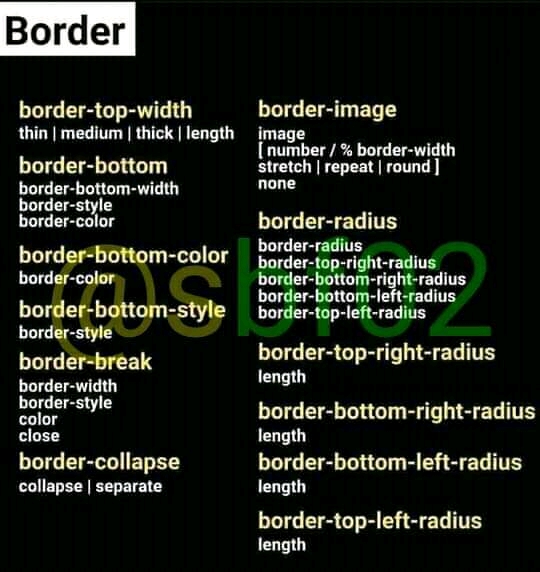 Border
border-top-width
thin | medium | thick | length
border-bottom
border-bottom-width
border-style
border-color
border-bottom-color
border-color
border-bottom-style
border-style
border-break
border-width
border-style
color
close
border-collapse
collapse | separate
border-image
image
[ number / % border-width
stretch | repeat | round ]
none
border-radius
border-radius
border-top-right-radius
border-bottom-right-radius
border-bottom-left-radius
border-top-left-radius
border-top-right-radius
length
border-bottom-right-radius
length
border-bottom-left-radius
length
border-top-left-radius
length
@sbf02